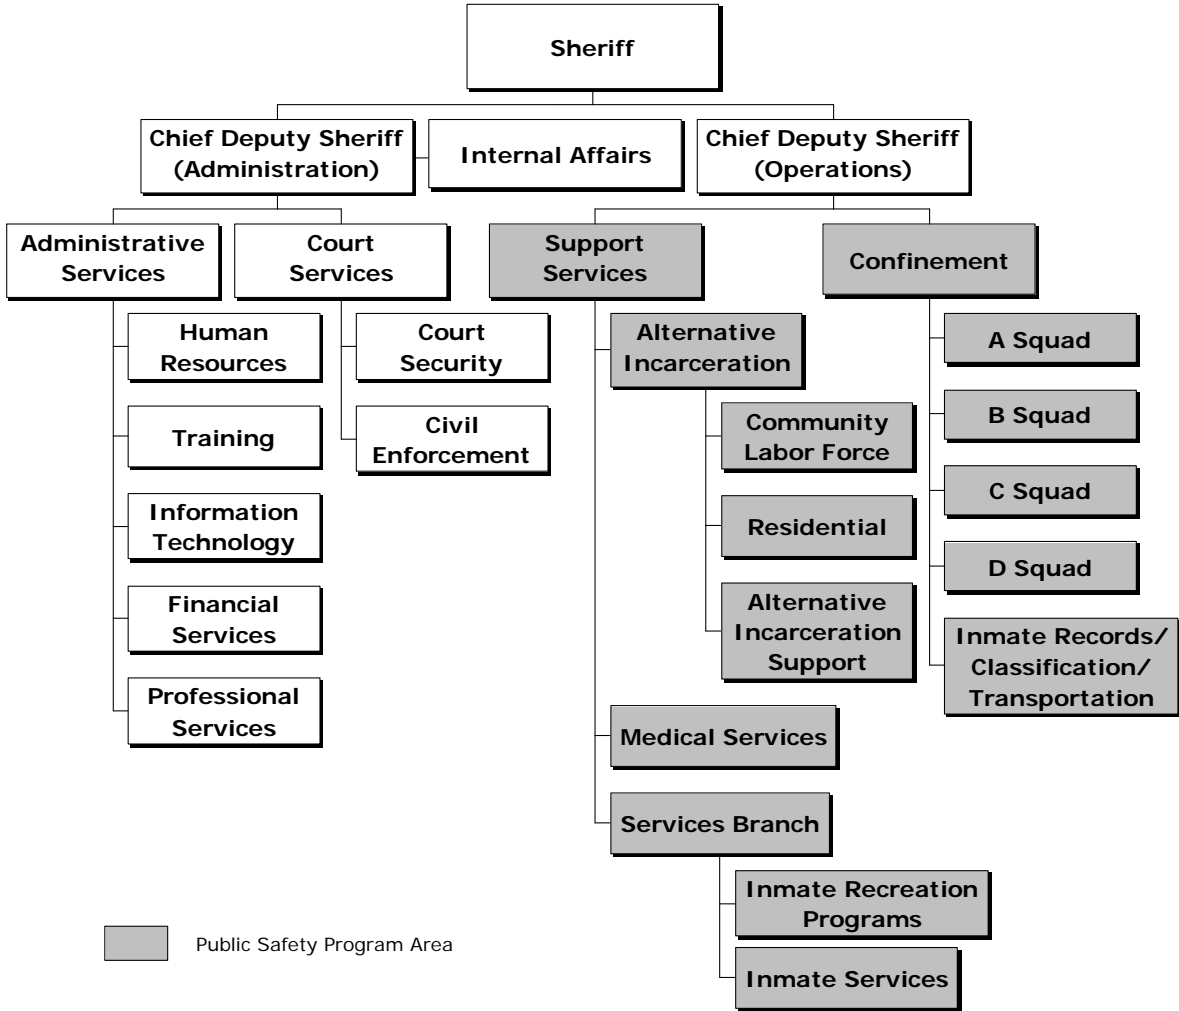 Sheriff
Chief Deputy Sheriff
(Administration)
Internal Affairs
Chief Deputy Sheriff
(Operations)
Administrative
Services
Court
Services
Support
Services
Confinement
Human
Resources
Training
Information
Technology
Financial
Services
Professional
Services
Court
Security
Civil
Enforcement
Alternative
Incarceration
Community
Labor Force
Residential
Alternative
Incarceration
Support
Medical Services
Services Branch
Inmate Recreation
Programs
Inmate Services
A Squad
B Squad
C Squad
D Squad
Inmate Records/
Classification/
Transportation
Public Safety Program Area